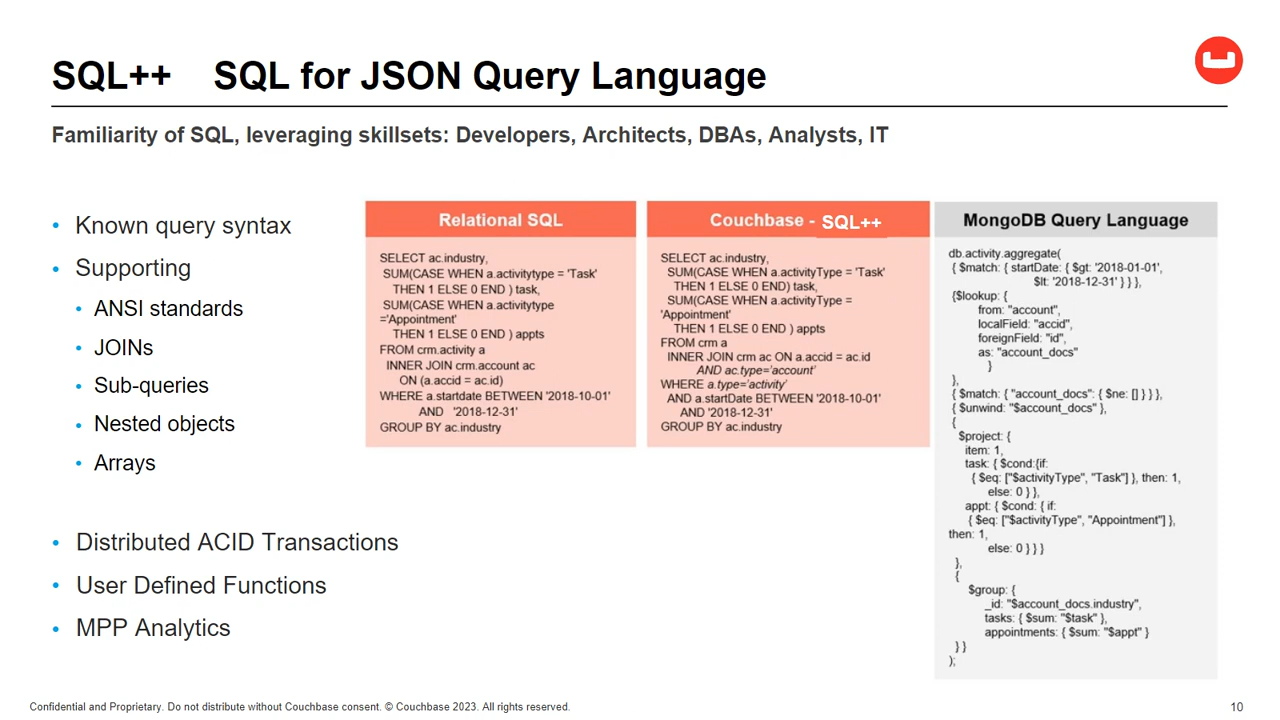 SQL++ SQL for JSON Query Language
Familiarity of SQL, leveraging skillsets: Developers, Architects, DBAs, Analysts, IT
• Known query syntax
• Supporting
• ANSI standards
• JOINs
• Sub-queries
• Nested objects
• Arrays
• Distributed ACID Transactions
• User Defined Functions
• MPP Analytics
Relational SQL
SELECT ac.industry,
SUM(CASE WHEN a.activitytype = 'Task'
THEN 1 ELSE 0 END ) task,
SUM(CASE WHEN a.activitytype
='Appointment'
THEN 1 ELSE 0 END ) appts
FROM crm.activity a
INNER JOIN crm.account ac
ON (a.accid = ac.id)
WHERE a.startdate BETWEEN '2018-10-01'
AND '2018-12-31'
GROUP BY ac.industry
Couchbase - SQL++
SELECT ac.industry,
SUM(CASE WHEN a.activityType = 'Task'
THEN 1 ELSE 0 END) task,
SUM(CASE WHEN a.activityType =
'Appointment'
THEN 1 ELSE 0 END ) appts
FROM crm a
INNER JOIN crm ac ON a.accid = ac.id
AND ac.type='account'
WHERE a.type='activity'
AND a.startDate BETWEEN '2018-10-01'
AND '2018-12-31'
GROUP BY ac.industry
MongoDB Query Language
db.activity.aggregate(
{ $match: { startDate: { $gt: '2018-01-01',
$lt: '2018-12-31' } } },
{$lookup: {
from: "account",
localField: "accid",
foreignField: "id",
as: "account_docs"
}
},
{ $match: { "account_docs": { $ne: [] } } },
{ $unwind: "$account_docs" },
{
$project: {
item: 1,
task: { $cond:{if:
{ $eq: ["$activityType", "Task"] }, then: 1,
else: 0 } },
appt: { $cond: { if:
{ $eq: ["$activityType", "Appointment"] },
then: 1,
else: 0 } } }
},
{
$group: {
_id: "$account_docs.industry",
tasks: { $sum: "$task" },
appointments: { $sum: "$appt" }
} }
);
Confidential and Proprietary. Do not distribute without Couchbase consent. © Couchbase 2023. All rights reserved.
10